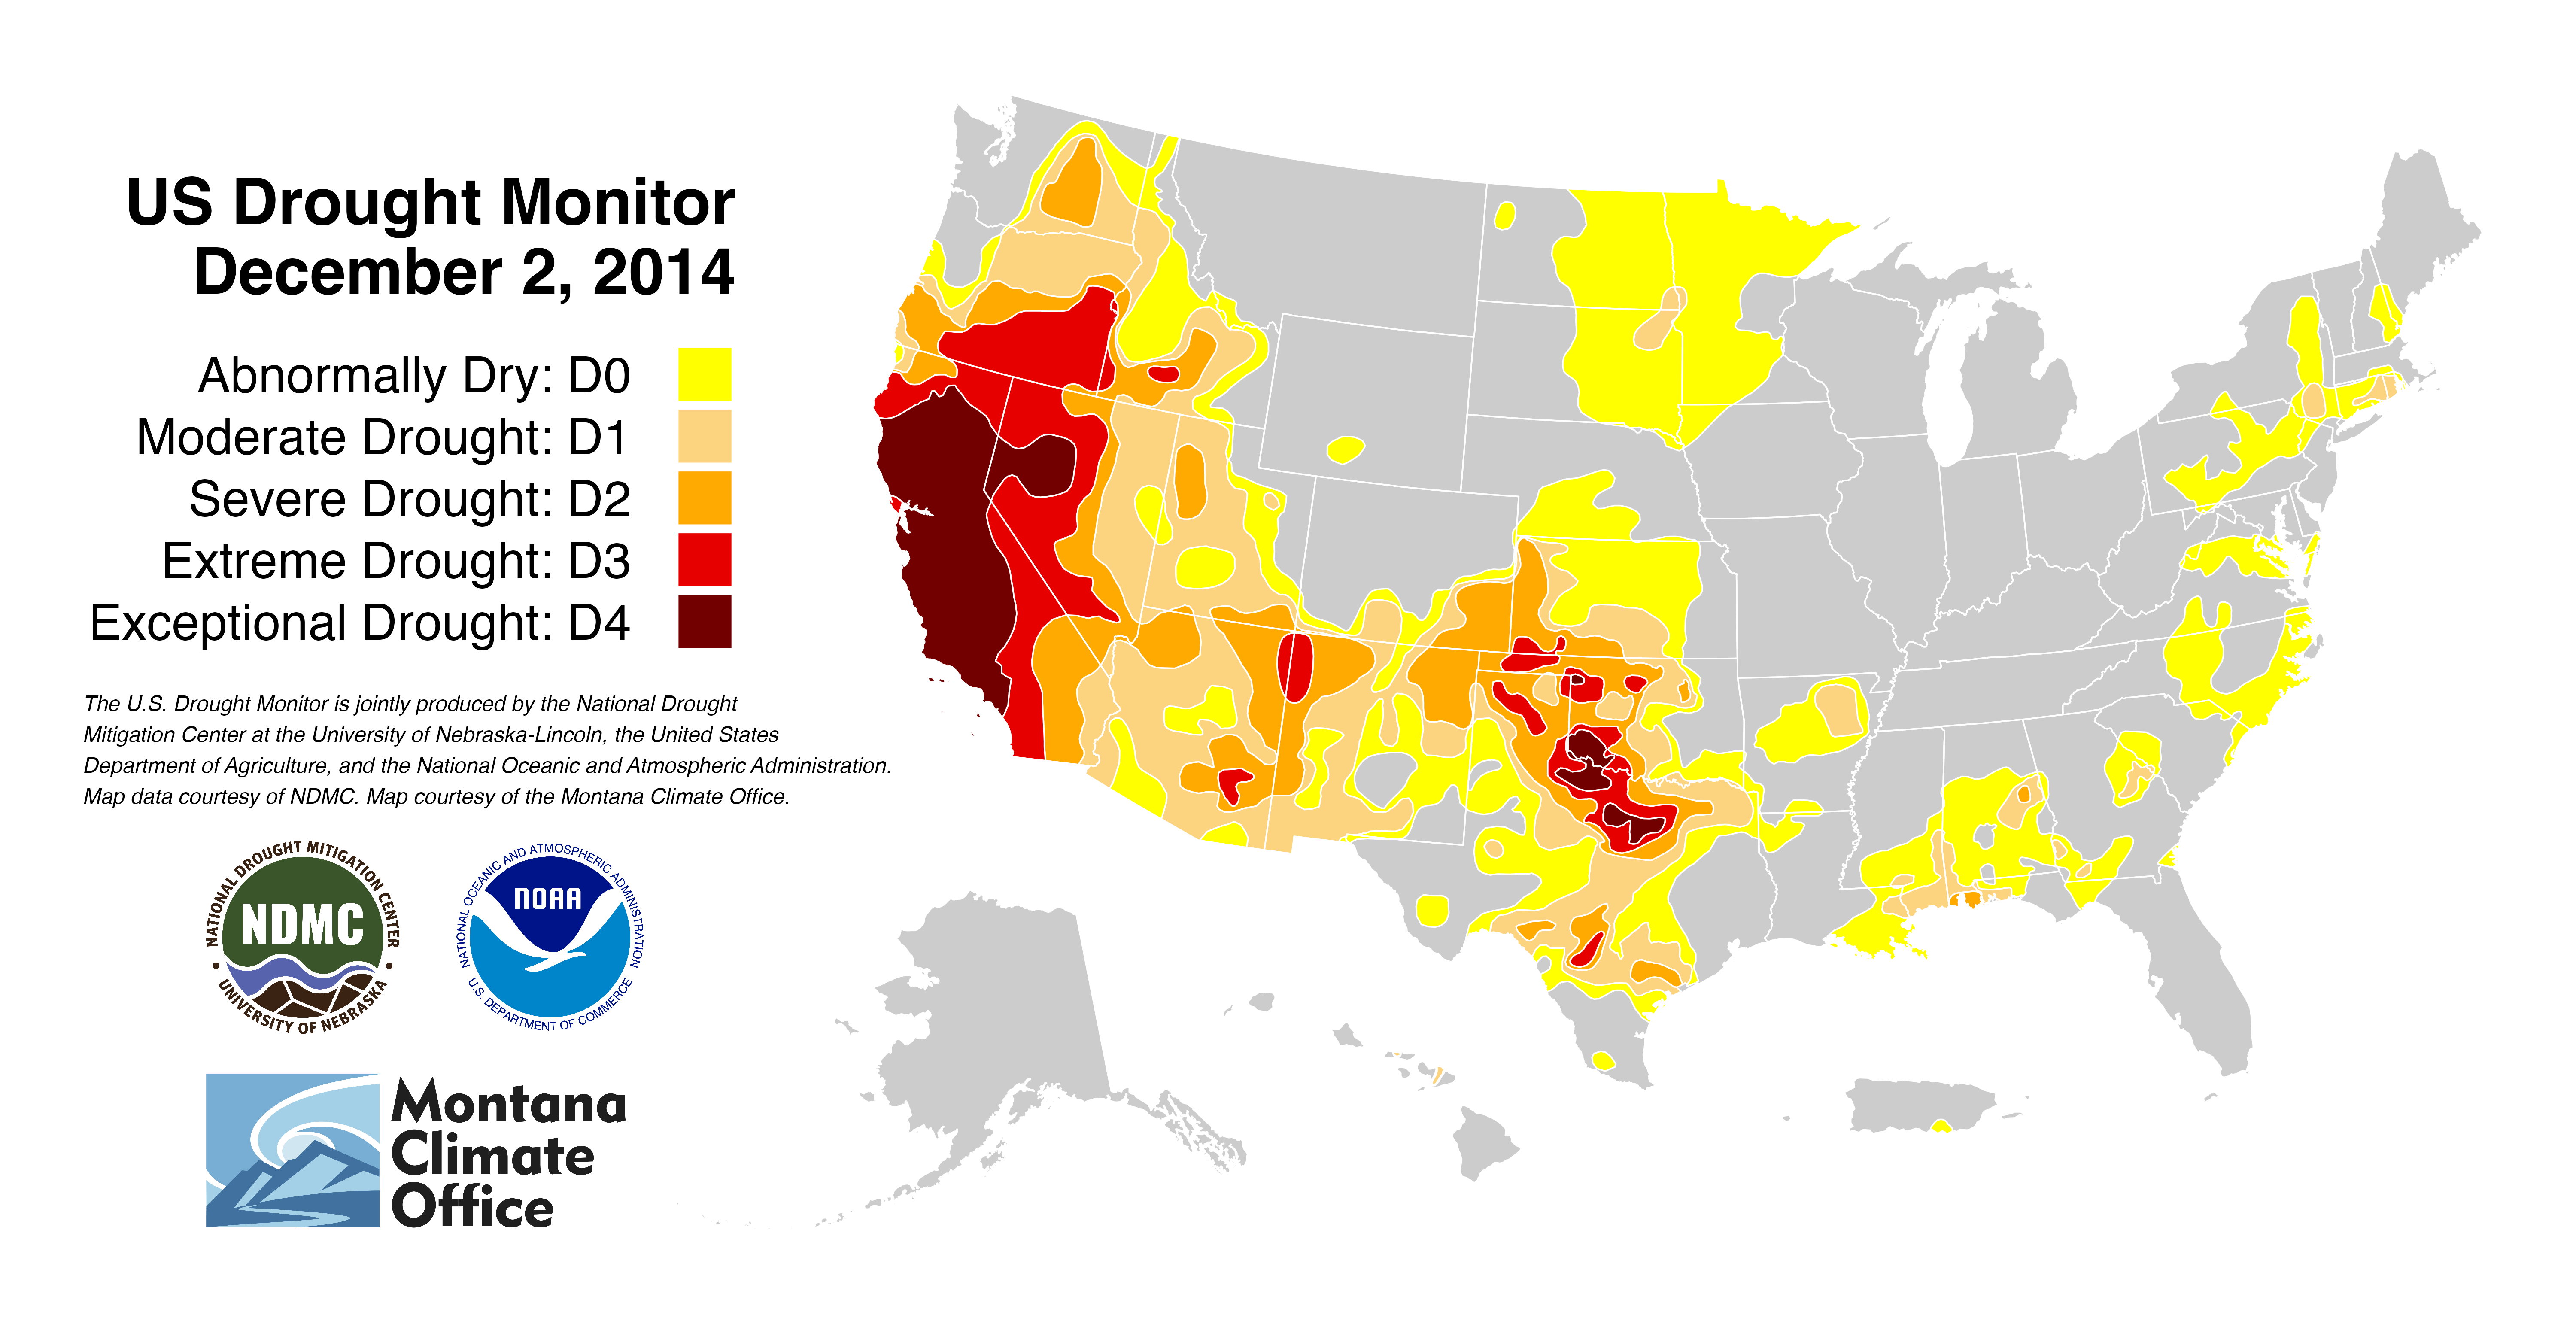 US Drought Monitor
December 2, 2014
Abnormally Dry: D0
Moderate Drought: D1
Severe Drought: D2
Extreme Drought: D3
Exceptional Drought: D4
The U.S. Drought Monitor is jointly produced by the National Drought
Mitigation Center at the University of Nebraska-Lincoln, the United States
Department of Agriculture, and the National Oceanic and Atmospheric Administration.
Map data courtesy of NDMC. Map courtesy of the Montana Climate Office.
NATIONAL DROUGHT MITIGATION CENTER
NDMC
• UNIVERSITY OF NEBRASKA •
NATIONAL OCEANIC AND ATMOSPHERIC ADMINISTRATION
NOAA
U.S. DEPARTMENT OF COMMERCE
Montana
Climate
Office